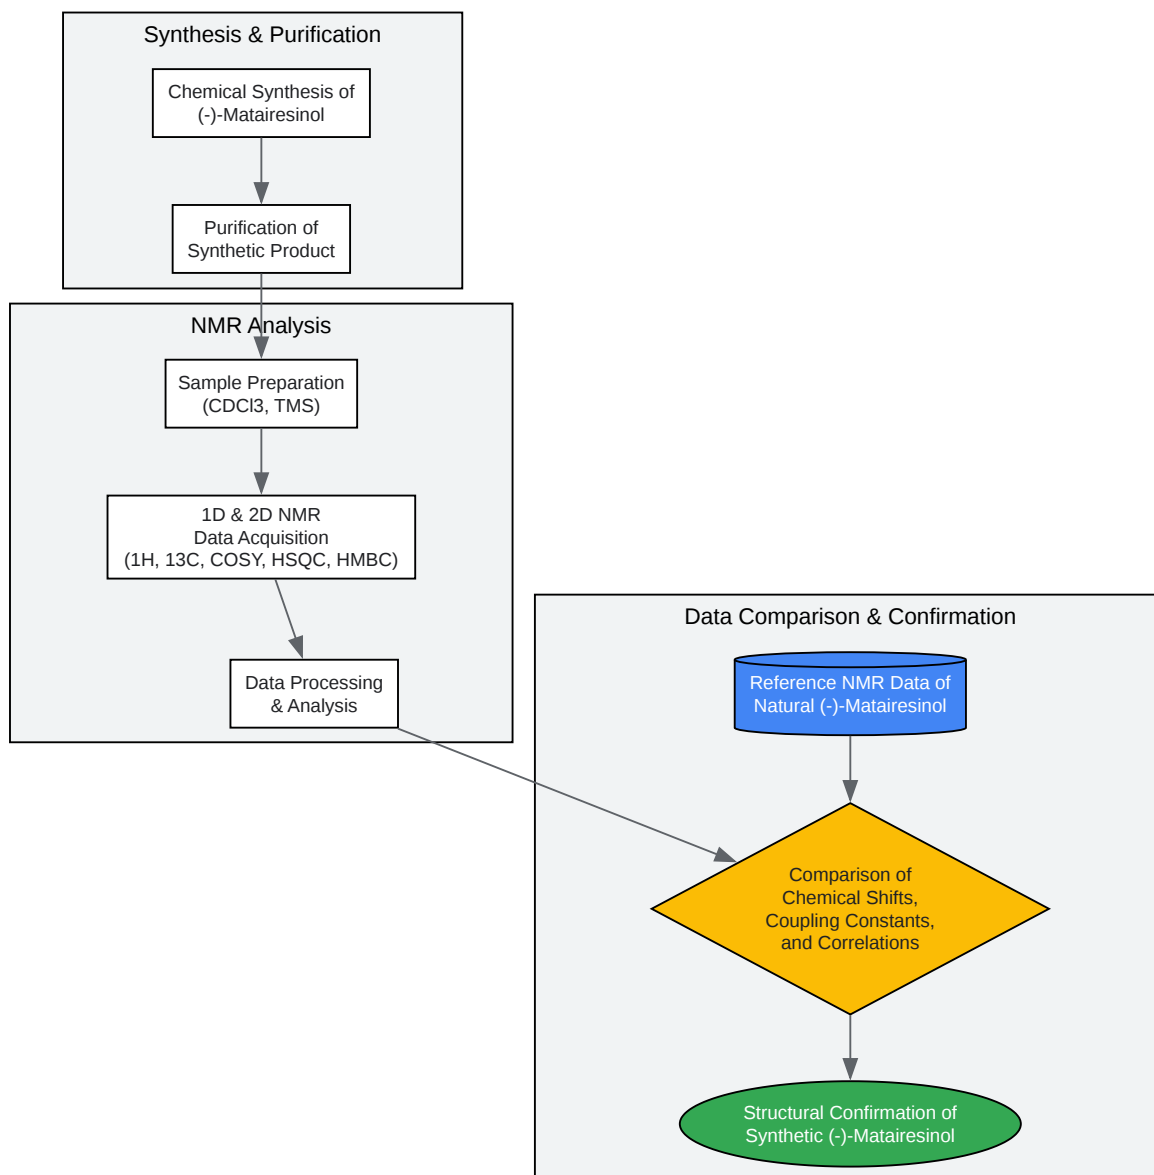 Synthesis & Purification
Chemical Synthesis of
(-)-Matairesinol
Purification of
Synthetic Product
NMR Analysis
Sample Preparation
(CDCl3, TMS)
1D & 2D NMR
Data Acquisition
(1H, 13C, COSY, HSQC, HMBC)
Data Processing
& Analysis
Data Comparison & Confirmation
Reference NMR Data of
Natural (-)-Matairesinol
Comparison of
Chemical Shifts,
Coupling Constants,
and Correlations
Structural Confirmation of
Synthetic (-)-Matairesinol